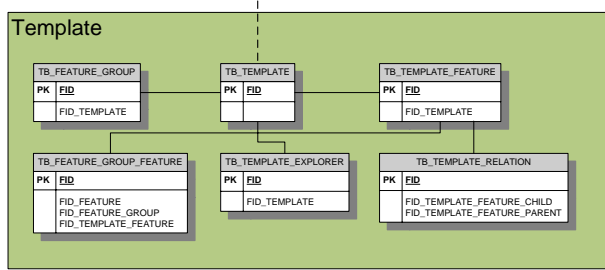 Template
TB_FEATURE_GROUP
PK FID
FID_TEMPLATE
TB_TEMPLATE
PK FID
TB_TEMPLATE_FEATURE
PK FID
FID_TEMPLATE
TB_FEATURE_GROUP_FEATURE
PK FID
FID_FEATURE
FID_FEATURE_GROUP
FID_TEMPLATE_FEATURE
TB_TEMPLATE_EXPLORER
PK FID
FID_TEMPLATE
TB_TEMPLATE_RELATION
PK FID
FID_TEMPLATE_FEATURE_CHILD
FID_TEMPLATE_FEATURE_PARENT